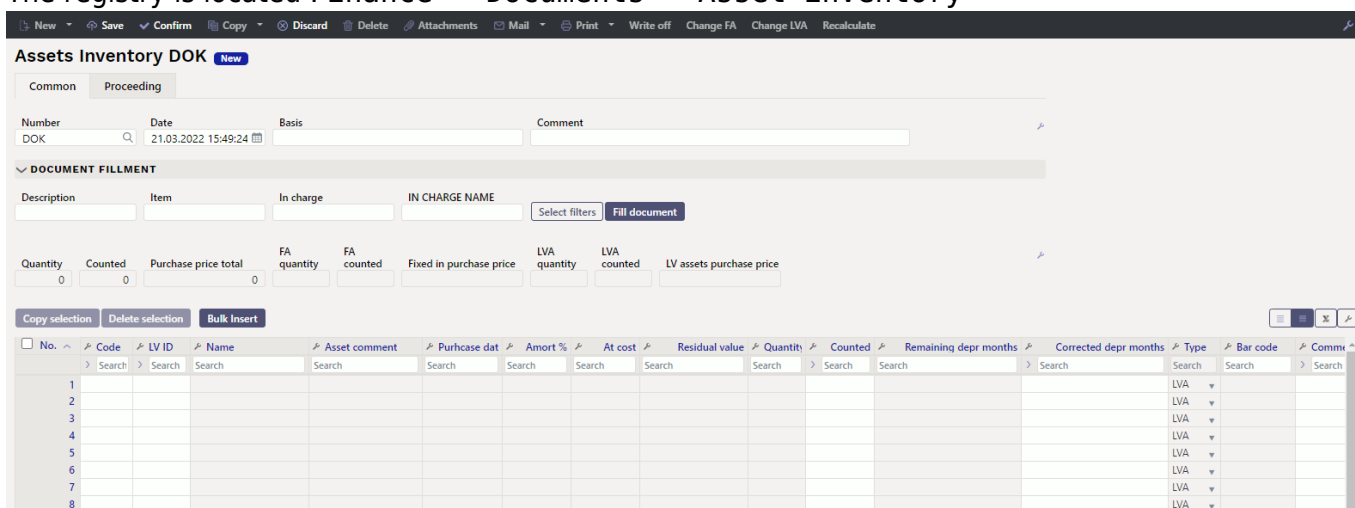 The registry is located : Finance - Documents - Asset Inventory
New Save Confirm Copy Discard Delete Attachments Mail Print Write off Change FA Change LVA Recalculate
Assets Inventory DOK New
Common Proceeding
Number Date Basis Comment
DOK 21.03.2022 15:49:24
DOCUMENT FILLMENT
Description Item In charge IN CHARGE NAME
Select filters Fill document
FA FA LVA LVA
Quantity Counted Purchase price total quantity counted Fixed in purchase price quantity counted LV assets purchase price
0 0 0
Copy selection Delete selection Bulk Insert
No. Code LV ID Name Asset comment Purhcase dat Amort % At cost Residual value Quantity Counted Remaining depr months Corrected depr months Type Bar code Comme
Search Search Search Search Search Search Search Search Search Search Search Search Search Search Search
1 LVA
2 LVA
3 LVA
4 LVA
5 LVA
6 LVA
7 LVA
8 LVA